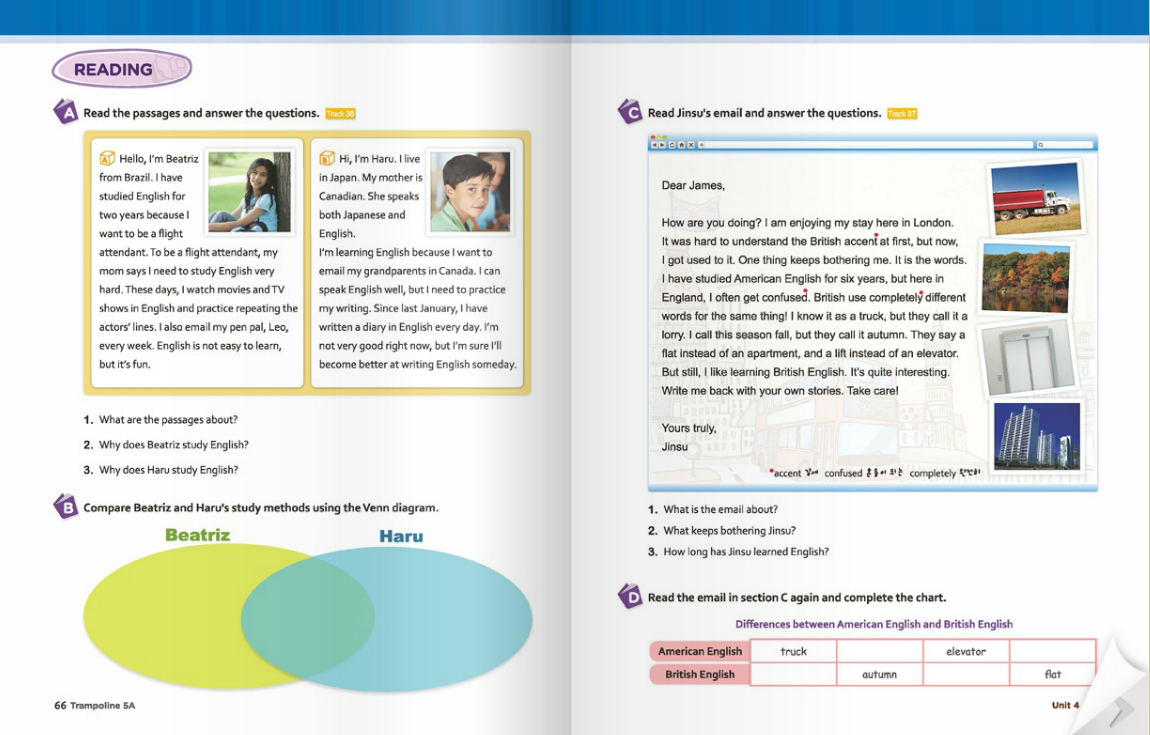 READING
A Read the passages and answer the questions. Track 36
A Hello, I'm Beatriz
from Brazil. I have
studied English for
two years because I
want to be a flight
attendant. To be a flight attendant, my
mom says I need to study English very
hard. These days, I watch movies and TV
shows in English and practice repeating the
actors' lines. I also email my pen pal, Leo,
every week. English is not easy to learn,
but it's fun.
B Hi, I'm Haru. I live
in Japan. My mother is
Canadian. She speaks
both Japanese and
English.
I'm learning English because I want to
email my grandparents in Canada. I can
speak English well, but I need to practice
my writing. Since last January, I have
written a diary in English every day. I'm
not very good right now, but I'm sure I'll
become better at writing English someday.
1. What are the passages about?
2. Why does Beatriz study English?
3. Why does Haru study English?
B Compare Beatriz and Haru's study methods using the Venn diagram.
Beatriz Haru
66 Trampoline 5A
C Read Jinsu's email and answer the questions. Track 37
Dear James,
How are you doing? I am enjoying my stay here in London.
It was hard to understand the British accent at first, but now,
I got used to it. One thing keeps bothering me. It is the words.
I have studied American English for six years, but here in
England, I often get confused. British use completely different
words for the same thing! I know it as a truck, but they call it a
lorry. I call this season fall, but they call it autumn. They say a
flat instead of an apartment, and a lift instead of an elevator.
But still, I like learning British English. It's quite interesting.
Write me back with your own stories. Take care!
Yours truly,
Jinsu
*accent confused completely 완전히
1. What is the email about?
2. What keeps bothering Jinsu?
3. How long has Jinsu learned English?
D Read the email in section C again and complete the chart.
Differences between American English and British English
American English truck elevator
British English autumn flat
Unit 4